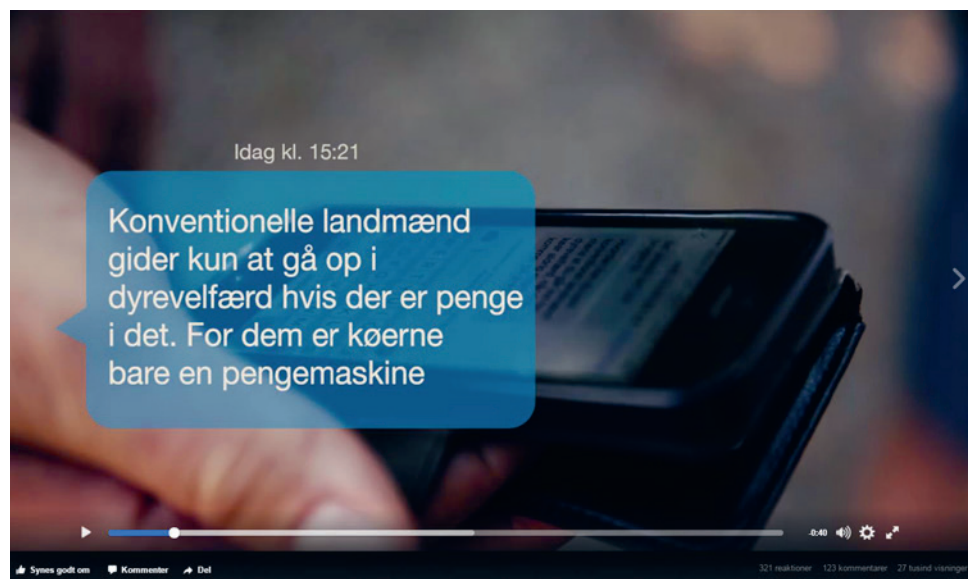 Idag kl. 15:21
Konventionelle landmænd
gider kun at gå op i
dyrevelfærd hvis der er penge
i det. For dem er køerne
bare en pengemaskine
-0:40
Synes godt om Kommenter Del 321 reaktioner 123 kommentarer 27 tusind visninger